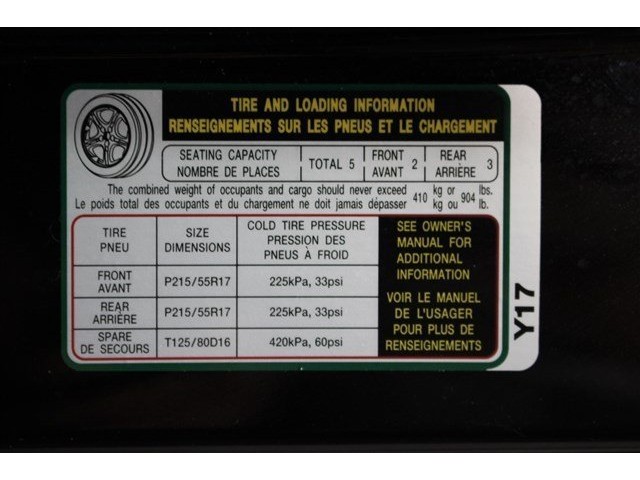 TIRE AND LOADING INFORMATION
RENSEIGNEMENTS SUR LES PNEUS ET LE CHARGEMENT
SEATING CAPACITY
NOMBRE DE PLACES
TOTAL 5
FRONT
AVANT 2
REAR
ARRIÈRE 3
The combined weight of occupants and cargo should never exceed 410 kg or 904 lbs.
Le poids total des occupants et du chargement ne doit jamais dépasser kg ou lb.
TIRE
PNEU
SIZE
DIMENSIONS
COLD TIRE PRESSURE
PRESSION DES
PNEUS À FROID
FRONT
AVANT
P215/55R17
225kPa, 33psi
REAR
ARRIÈRE
P215/55R17
225kPa, 33psi
SPARE
DE SECOURS
T125/80D16
420kPa, 60psi
SEE OWNER'S
MANUAL FOR
ADDITIONAL
INFORMATION
VOIR LE MANUEL
DE L'USAGER
POUR PLUS DE
RENSEIGNEMENTS
Y17